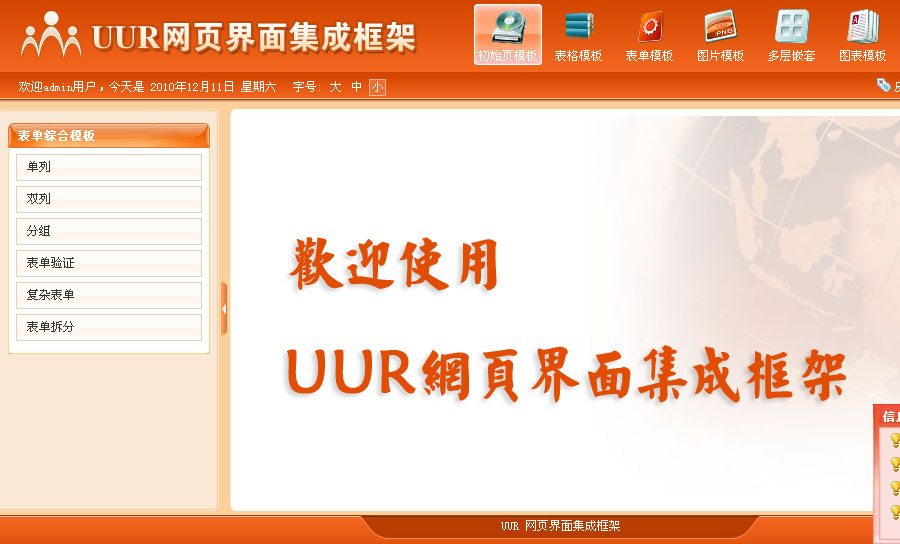 UUR网页界面集成框架
初始页模板 表格模板 表单模板 图片模板 多层嵌套 图表模板
PNG
欢迎admin用户，今天是 2010年12月11日 星期六 字号: 大 中 小
表单综合模板
单列
双列
分组
表单验证
复杂表单
表单拆分
歡迎使用
UUR網頁界面集成框架
信息
UUR 网页界面集成框架